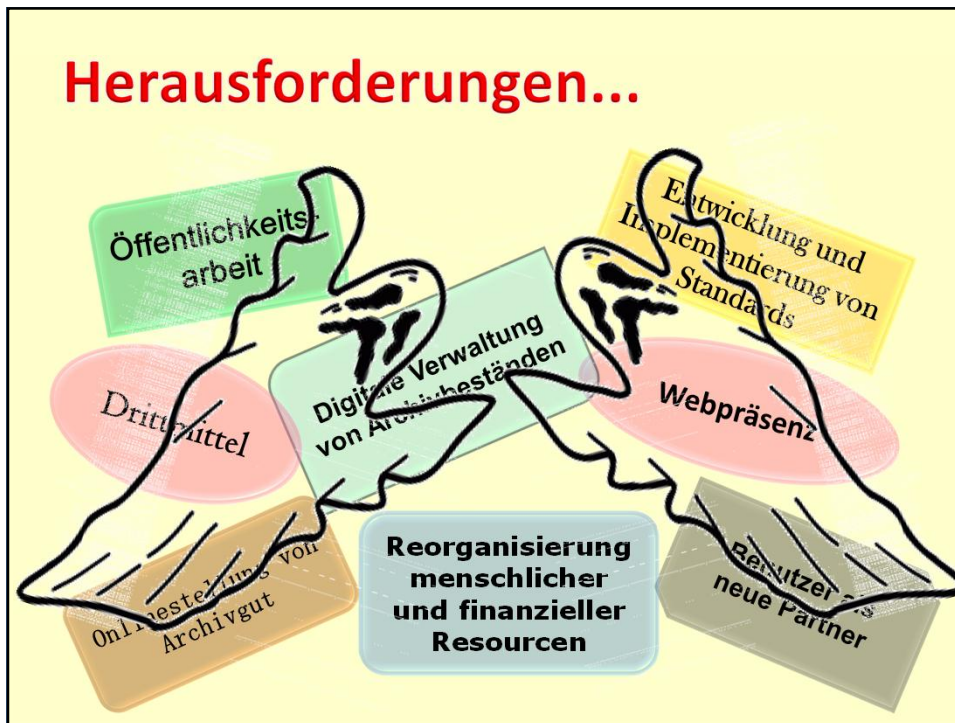 Herausforderungen...
Öffentlichkeits-
arbeit
Entwicklung und
Implementierung von
Standards
Drittmittel
Digitale Verwaltung
von Archivbeständen
Webpräsenz
Onlinestellung von
Archivgut
Reorganisierung
menschlicher
und finanzieller
Resourcen
Benutzer als
neue Partner